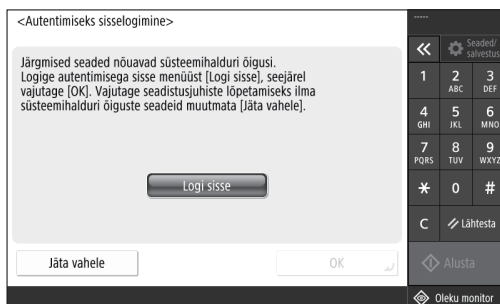 <Autentimiseks sisselogimine>
-----
Järgmised seaded nõuavad süsteemihalduri õigusi.
Logige autentimisega sisse menüüst [Logi sisse], seejärel
vajutage [OK]. Vajutage seadistusjuhiste lõpetamiseks ilma
süsteemihalduri õiguste seadeid muutmata [Jäta vahele].
Logi sisse
Jäta vahele
OK
Seaded/
salvestus
1 2 3
ABC DEF
4 5 6
GHI JKL MNO
7 8 9
PQRS TUV WXYZ
* 0 #
C Lähtesta
Alusta
Oleku monitor